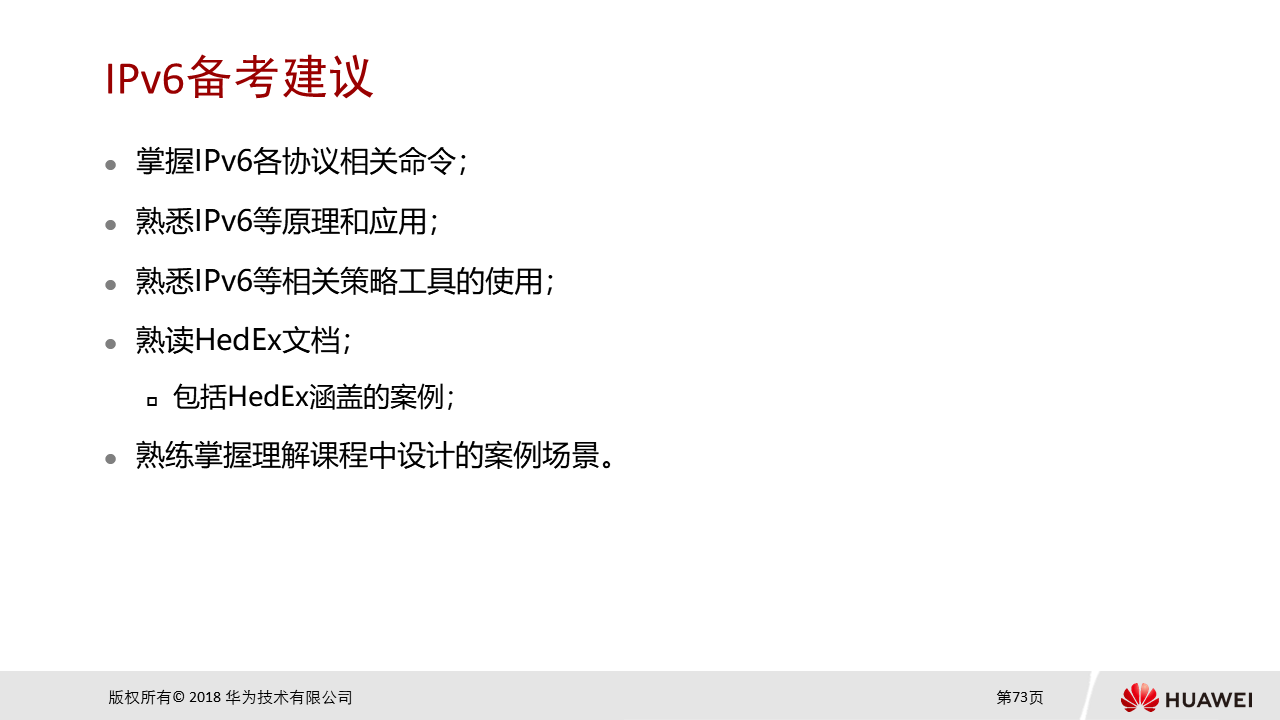 IPv6备考建议
掌握IPv6各协议相关命令；
熟悉IPv6等原理和应用；
熟悉IPv6等相关策略工具的使用；
熟读HedEx文档；
包括HedEx涵盖的案例；
熟练掌握理解课程中设计的案例场景。
版权所有© 2018 华为技术有限公司
第73页
HUAWEI